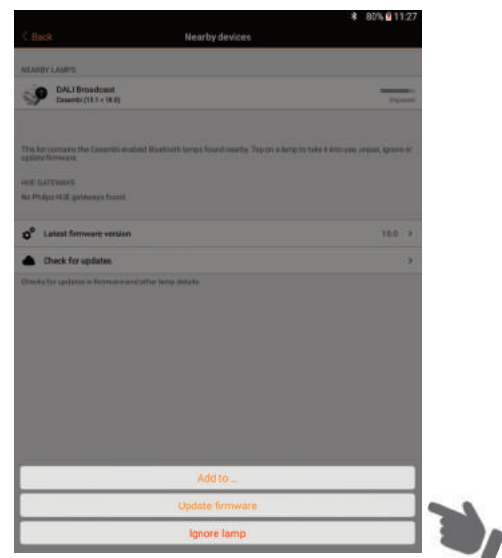 80% 11:27
< Back
Nearby devices
NEARBY LAMPS
DALI Broadcast
Casambi (15.1 < 18.0)
Unpaired
This list contains the Casambi enabled Bluetooth lamps found nearby. Tap on a lamp to take it into use, unpair, ignore or
update firmware.
HUE GATEWAYS
No Philips HUE gateways found.
Latest firmware version
18.0 >
Check for updates
>
Checks for updates in firmware and other lamp details.
Add to ...
Update firmware
Ignore lamp